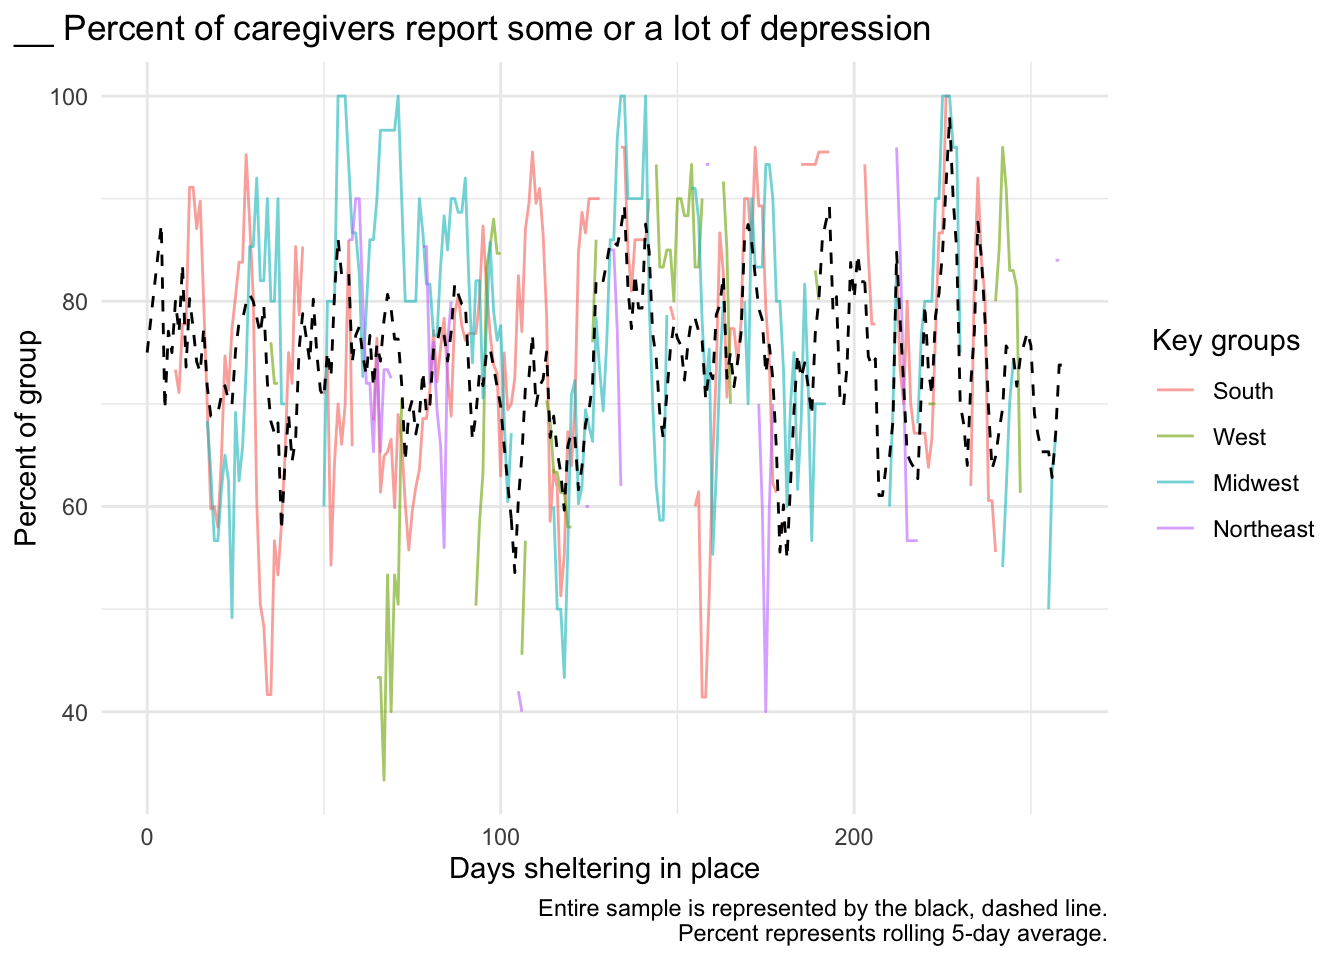 __ Percent of caregivers report some or a lot of depression
Percent of group
100
80
60
40
0
100
200
Days sheltering in place
Key groups
South
West
Midwest
Northeast
Entire sample is represented by the black, dashed line.
Percent represents rolling 5-day average.